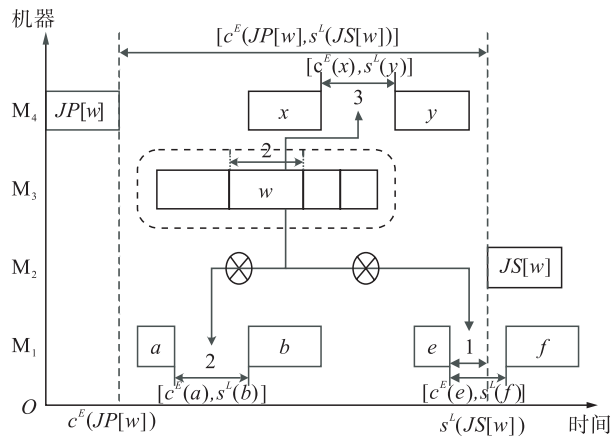 机器
[c^E(JP[w],s^L(JS[w])]
[c^E(x),s^L(y)]
3
M₄
JP[w]
x
y
2
M₃
w
M₂
JS[w]
M₁
a
2
b
e
1
f
[c^E(a),s^L(b)]
[c^E(e),s^L(f)]
O
c^E(JP[w])
s^L(JS[w])
时间